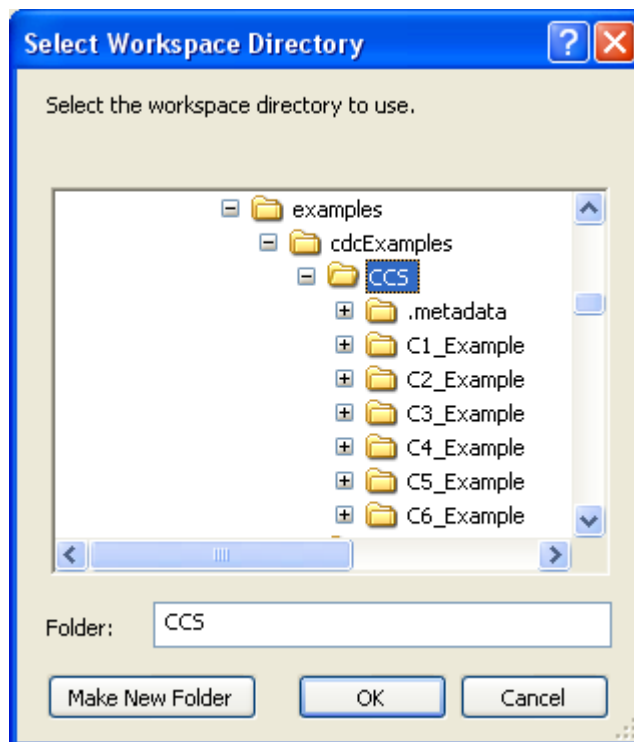 Select Workspace Directory
Select the workspace directory to use.
examples
cdcExamples
CCS
.metadata
C1_Example
C2_Example
C3_Example
C4_Example
C5_Example
C6_Example
Folder: CCS
Make New Folder OK Cancel